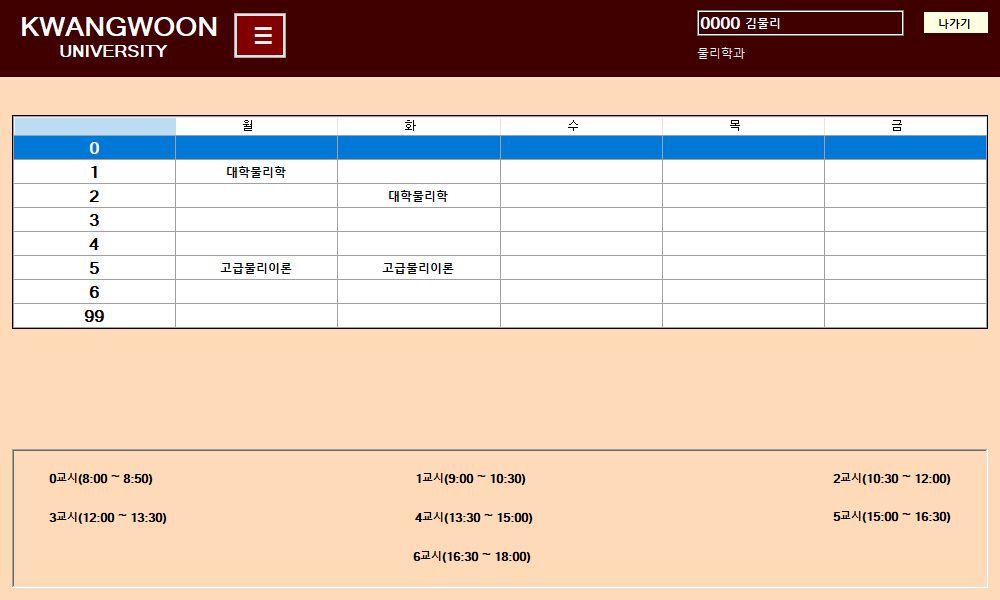 KWANGWOON
UNIVERSITY
☰
0000 김물리
나가기
물리학과
월 화 수 목 금
0
1 대학물리학
2 대학물리학
3
4
5 고급물리이론 고급물리이론
6
99
0교시(8:00 ~ 8:50) 1교시(9:00 ~ 10:30) 2교시(10:30 ~ 12:00)
3교시(12:00 ~ 13:30) 4교시(13:30 ~ 15:00) 5교시(15:00 ~ 16:30)
6교시(16:30 ~ 18:00)